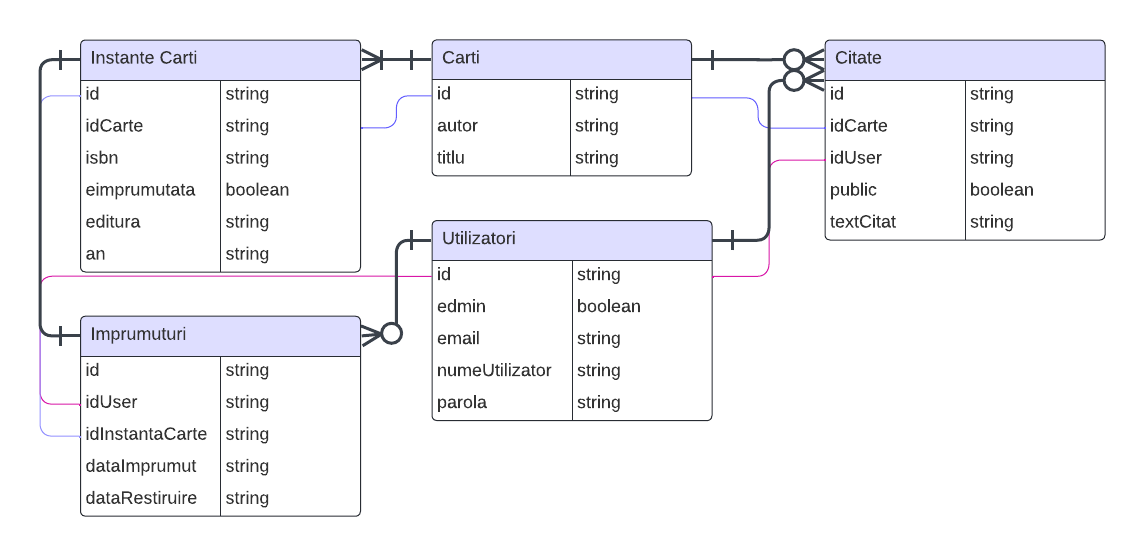 Instante Carti
id string
idCarte string
isbn string
eimprumutata boolean
editura string
an string
Carti
id string
autor string
titlu string
Citate
id string
idCarte string
idUser string
public boolean
textCitat string
Utilizatori
id string
edmin boolean
email string
numeUtilizator string
parola string
Imprumuturi
id string
idUser string
idInstantaCarte string
dataImprumut string
dataRestiruire string